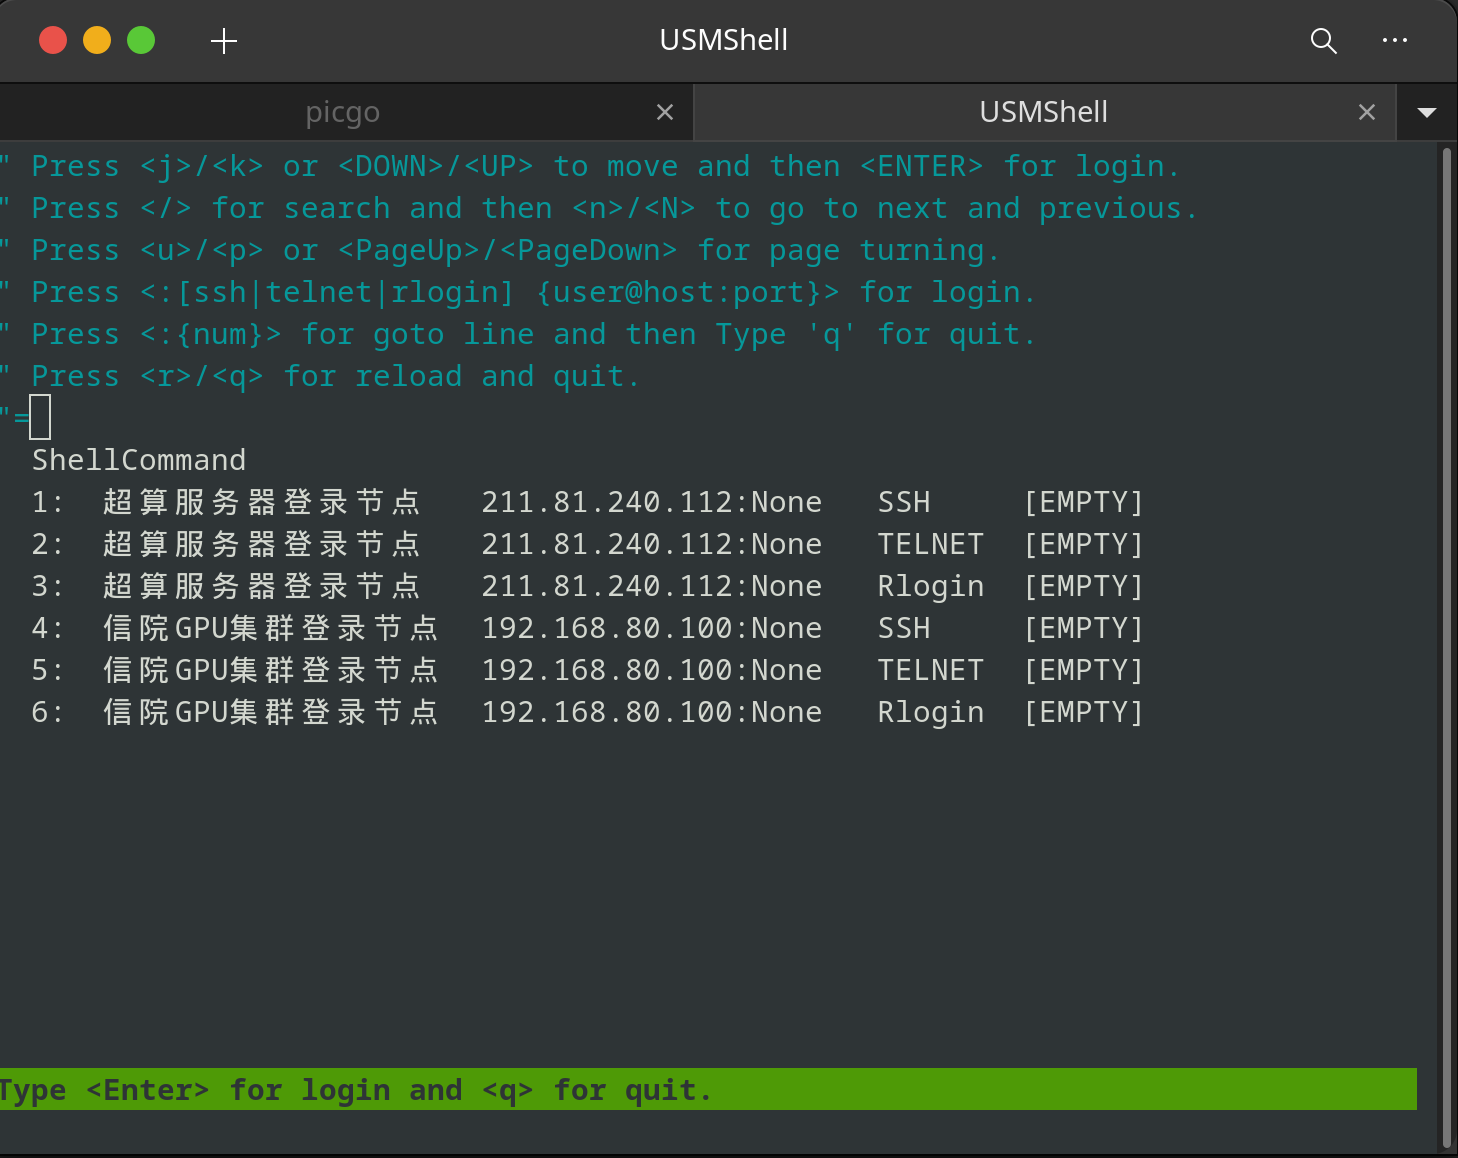 USMShell
picgo
USMShell
" Press <j>/<k> or <DOWN>/<UP> to move and then <ENTER> for login.
" Press </> for search and then <n>/<N> to go to next and previous.
" Press <u>/<p> or <PageUp>/<PageDown> for page turning.
" Press <:[ssh|telnet|rlogin] {user@host:port}> for login.
" Press <:{num}> for goto line and then Type 'q' for quit.
" Press <r>/<q> for reload and quit.
"=
ShellCommand
1: 超算服务器登录节点 211.81.240.112:None SSH [EMPTY]
2: 超算服务器登录节点 211.81.240.112:None TELNET [EMPTY]
3: 超算服务器登录节点 211.81.240.112:None Rlogin [EMPTY]
4: 信院GPU集群登录节点 192.168.80.100:None SSH [EMPTY]
5: 信院GPU集群登录节点 192.168.80.100:None TELNET [EMPTY]
6: 信院GPU集群登录节点 192.168.80.100:None Rlogin [EMPTY]
Type <Enter> for login and <q> for quit.